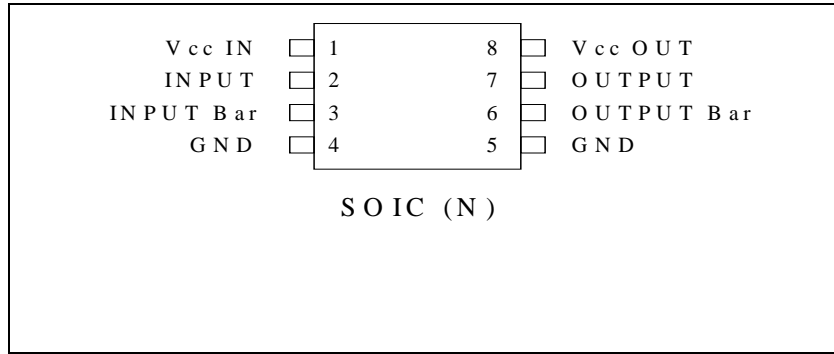 Vcc IN 1 8 Vcc OUT
INPUT 2 7 OUTPUT
INPUT Bar 3 6 OUTPUT Bar
GND 4 5 GND
SOIC (N)